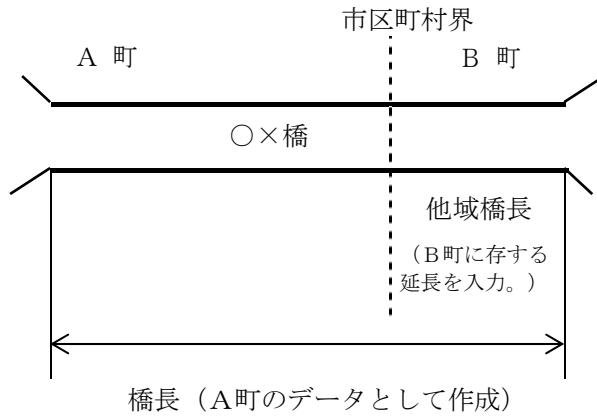 市区町村界
A 町
B 町
○×橋
他域橋長
(B町に存する
延長を入力。)
橋長(A町のデータとして作成)